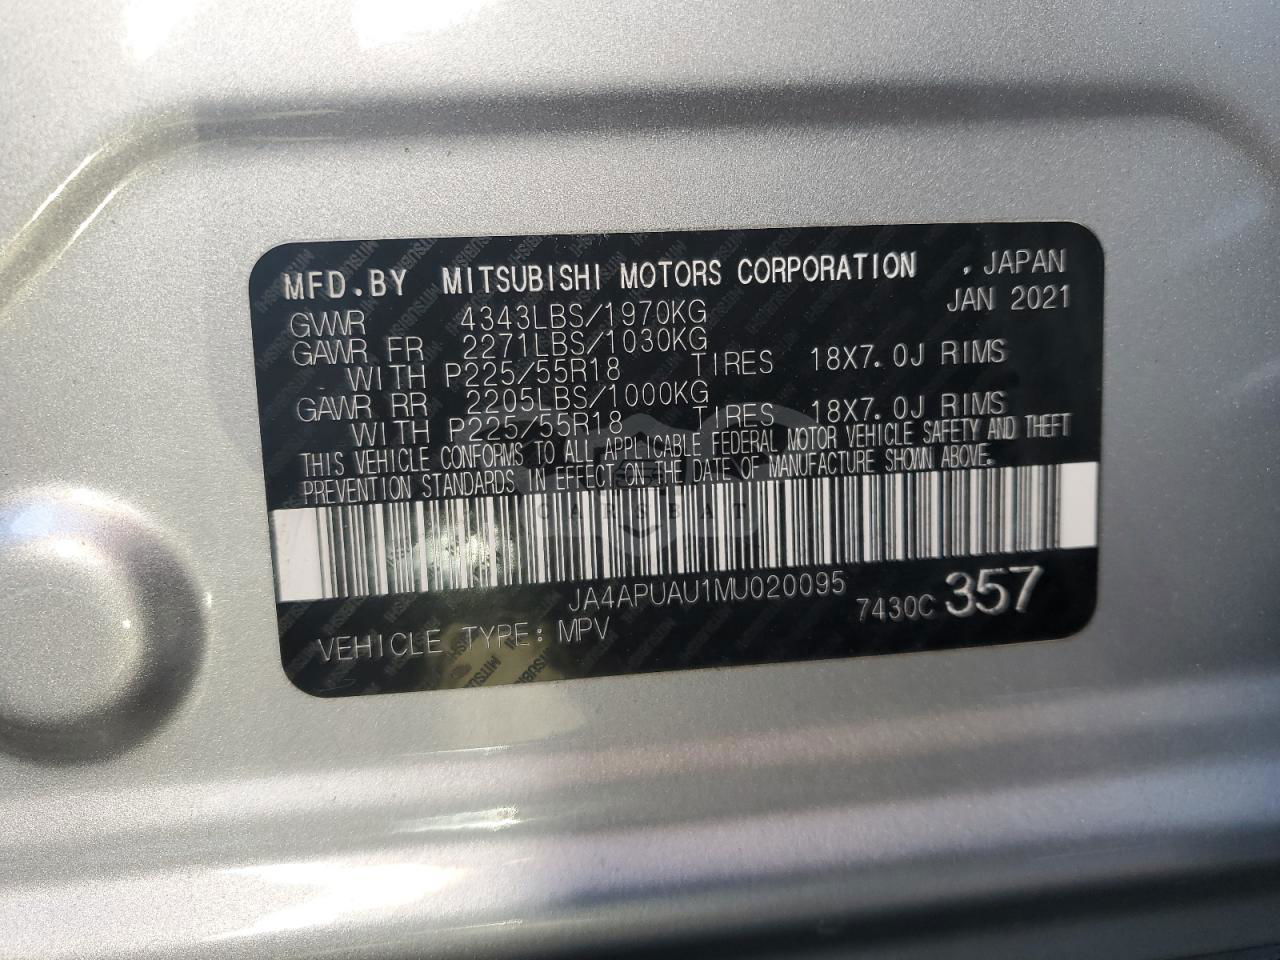 MFD.BY MITSUBISHI MOTORS CORPORATION . JAPAN
JAN 2021
GVWR 4343LBS/1970KG
GAWR FR 2271LBS/1030KG
WITH P225/55R18 TIRES 18X7.0J RIMS
GAWR RR 2205LBS/1000KG
WITH P225/55R18 TIRES 18X7.0J RIMS
THIS VEHICLE CONFORMS TO ALL APPLICABLE FEDERAL MOTOR VEHICLE SAFETY AND THEFT
PREVENTION STANDARDS IN EFFECT ON THE DATE OF MANUFACTURE SHOWN ABOVE.
CARSBAT
JA4APUAU1MU020095
7430C 357
VEHICLE TYPE: MPV